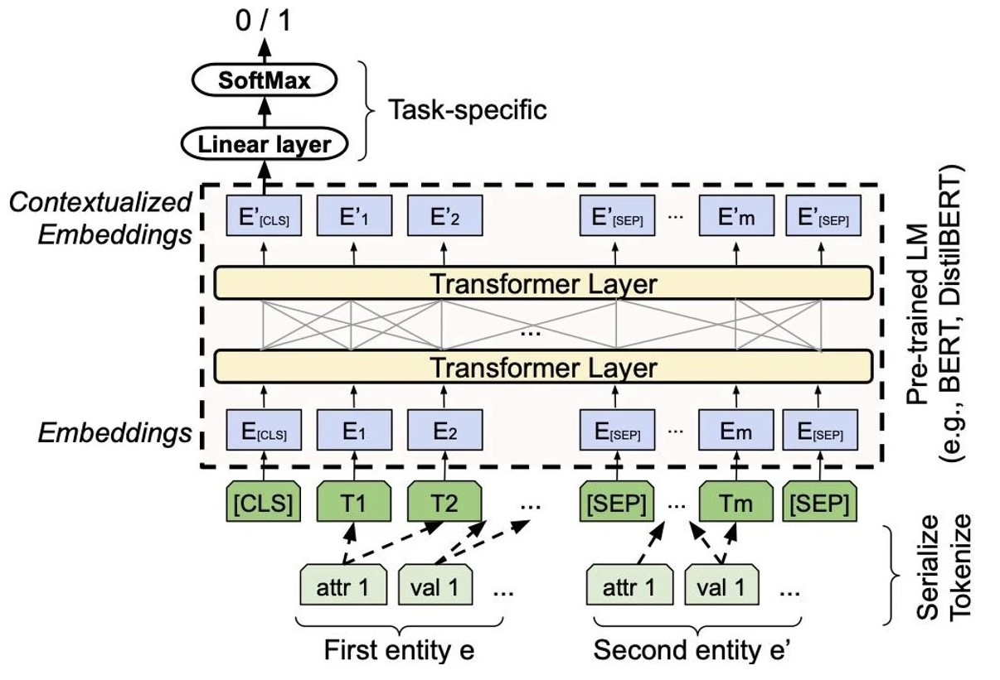 0 / 1
SoftMax
Task-specific
Linear layer
Contextualized
Embeddings
E'[CLS] E'1 E'2 E'[SEP] ... E'm E'[SEP]
Transformer Layer
...
Transformer Layer
Embeddings
E[CLS] E1 E2 E[SEP] ... Em E[SEP]
Pre-trained LM
(e.g., BERT, DistilBERT)
[CLS] T1 T2 ... [SEP] ... Tm [SEP]
attr 1 val 1 ... attr 1 val 1 ...
Serialize
Tokenize
First entity e Second entity e'